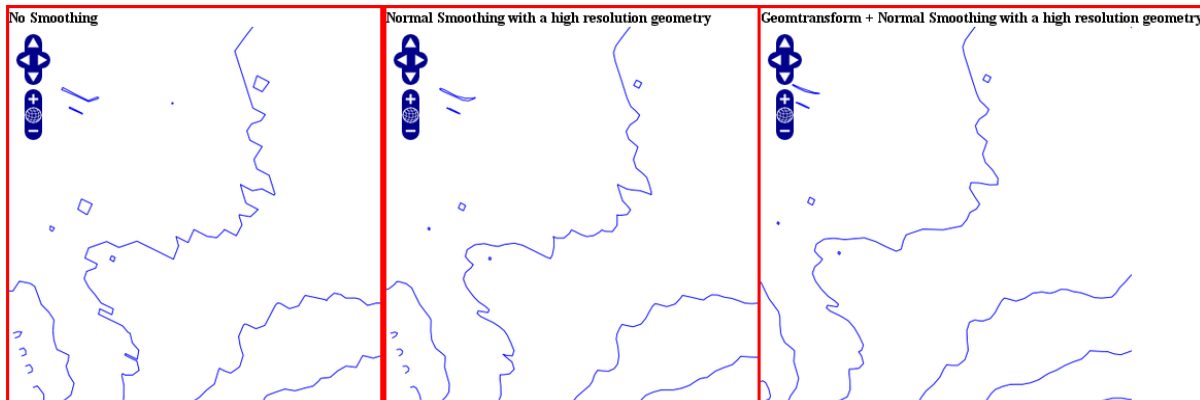 No Smoothing
Normal Smoothing with a high resolution geometry
Geomtransform + Normal Smoothing with a high resolution geometry